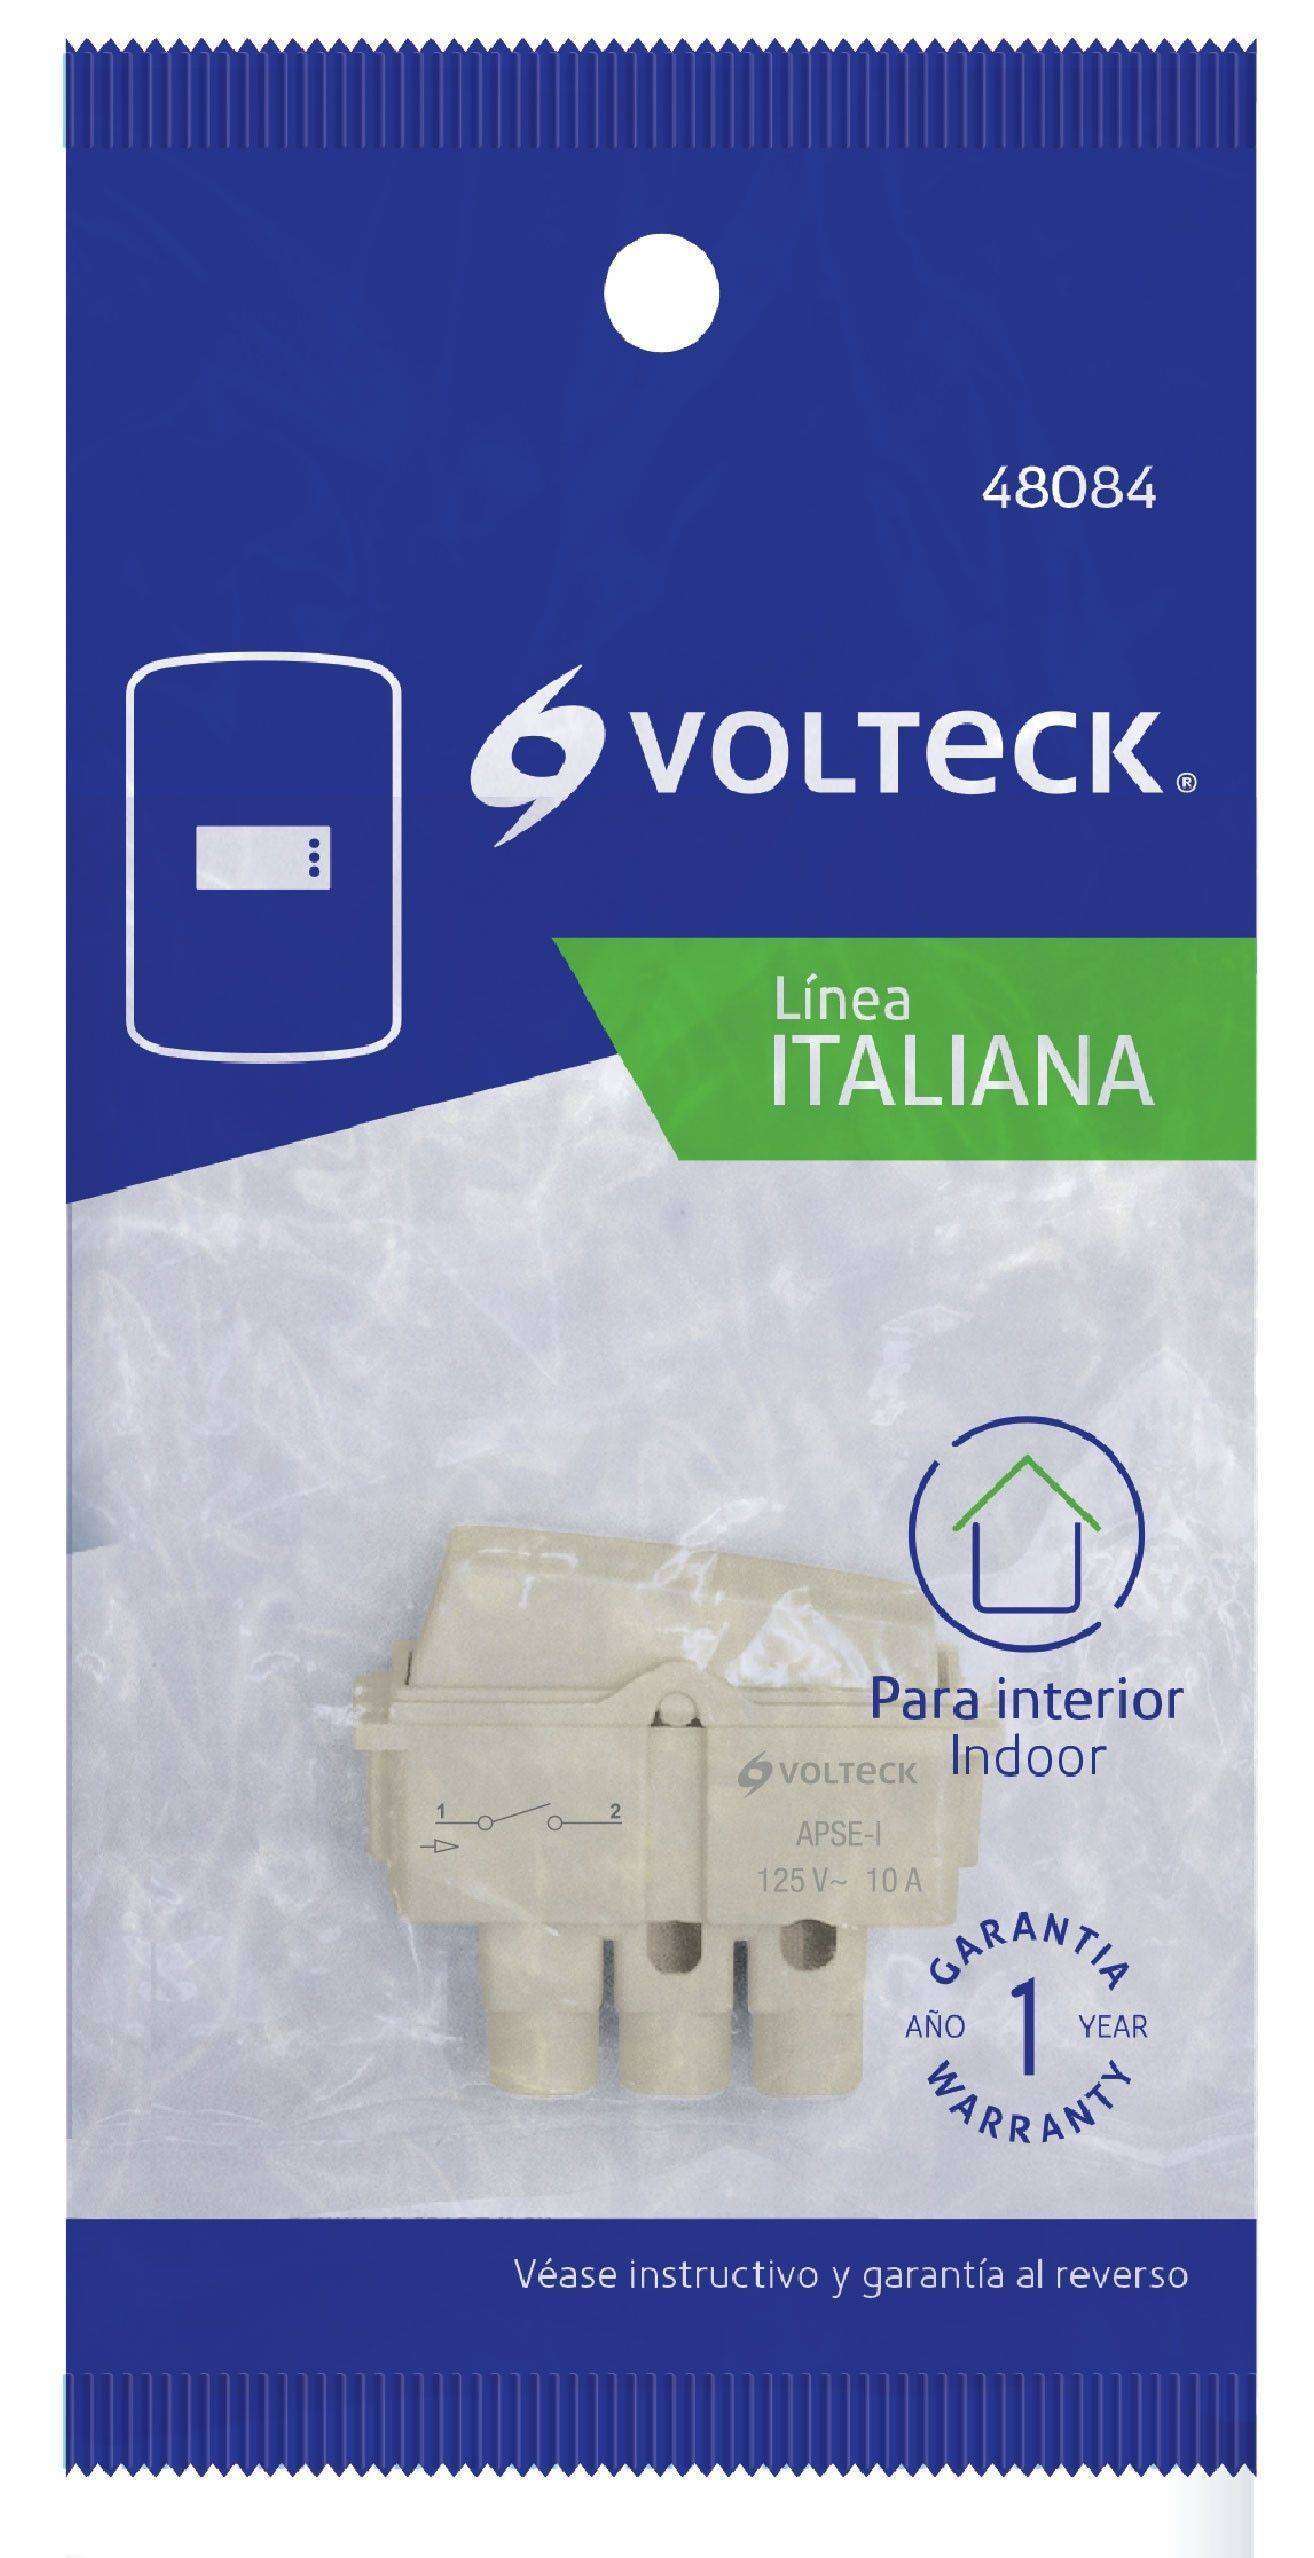 48084
VOLTECK®
Línea
ITALIANA
Para interior
Indoor
VOLTECK
1 2
APSE-I
125 V~ 10 A
GARANTIA
AÑO 1 YEAR
WARRANTY
Véase instructivo y garantía al reverso